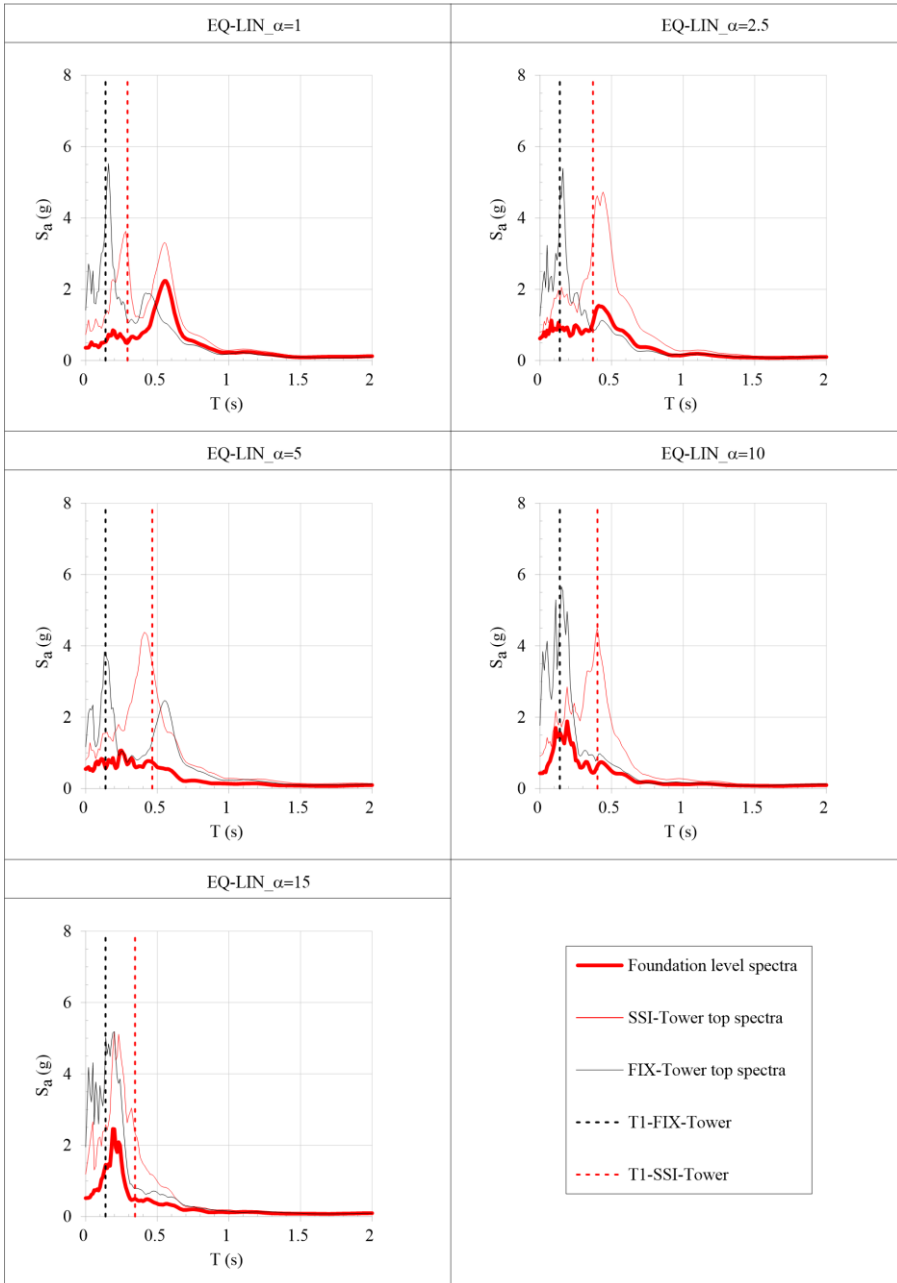 EQ-LIN_α=1
EQ-LIN_α=2.5
8
6
4
2
0
Sa (g)
0 0.5 1 1.5 2
T (s)
8
6
4
2
0
Sa (g)
0 0.5 1 1.5 2
T (s)
EQ-LIN_α=5
EQ-LIN_α=10
8
6
4
2
0
Sa (g)
0 0.5 1 1.5 2
T (s)
8
6
4
2
0
Sa (g)
0 0.5 1 1.5 2
T (s)
EQ-LIN_α=15
8
6
4
2
0
Sa (g)
0 0.5 1 1.5 2
T (s)
Foundation level spectra
SSI-Tower top spectra
FIX-Tower top spectra
T1-FIX-Tower
T1-SSI-Tower